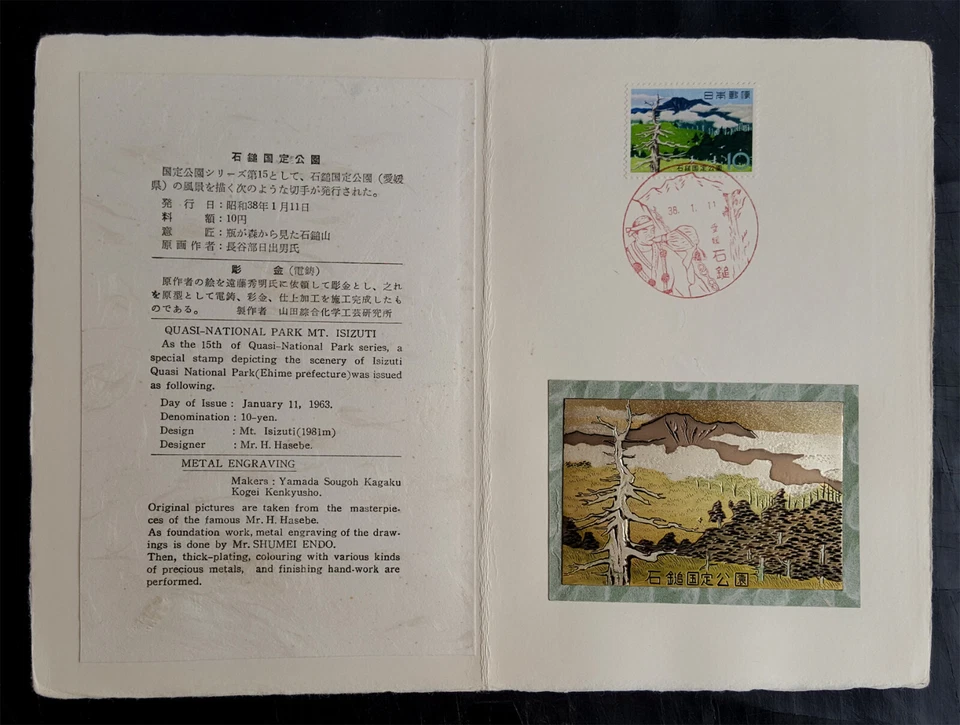 石鎚国定公園
国定公園シリーズ第15として、石鎚国定公園（愛媛
県）の風景を描く次のような切手が発行された。
発行日：昭和38年1月11日
料額：10円
意匠：瓶が森から見た石鎚山
原画作者：長谷部日出男氏
彫金（電鋳）
原作者の絵を遠藤秀明氏に依頼して彫金とし、之れ
を原型として電鋳、彩金、仕上加工を施工完成したも
のである。 製作者 山田綜合化学工芸研究所
QUASI-NATIONAL PARK MT. ISIZUTI
As the 15th of Quasi-National Park series, a
special stamp depicting the scenery of Isizuti
Quasi National Park(Ehime prefecture)was issued
as following.
Day of Issue : January 11, 1963.
Denomination : 10-yen.
Design : Mt. Isizuti(1981m)
Designer : Mr. H. Hasebe.
METAL ENGRAVING
Makers : Yamada Sougoh Kagaku
Kogei Kenkyusho.
Original pictures are taken from the masterpie-
ces of the famous Mr. H. Hasebe.
As foundation work, metal engraving of the draw-
ings is done by Mr. SHUMEI ENDO.
Then, thick-plating, colouring with various kinds
of precious metals, and finishing hand-work are
performed.
日本郵便
10
石鎚国定公園
38. 1. 11
愛媛
石鎚
石鎚国定公園